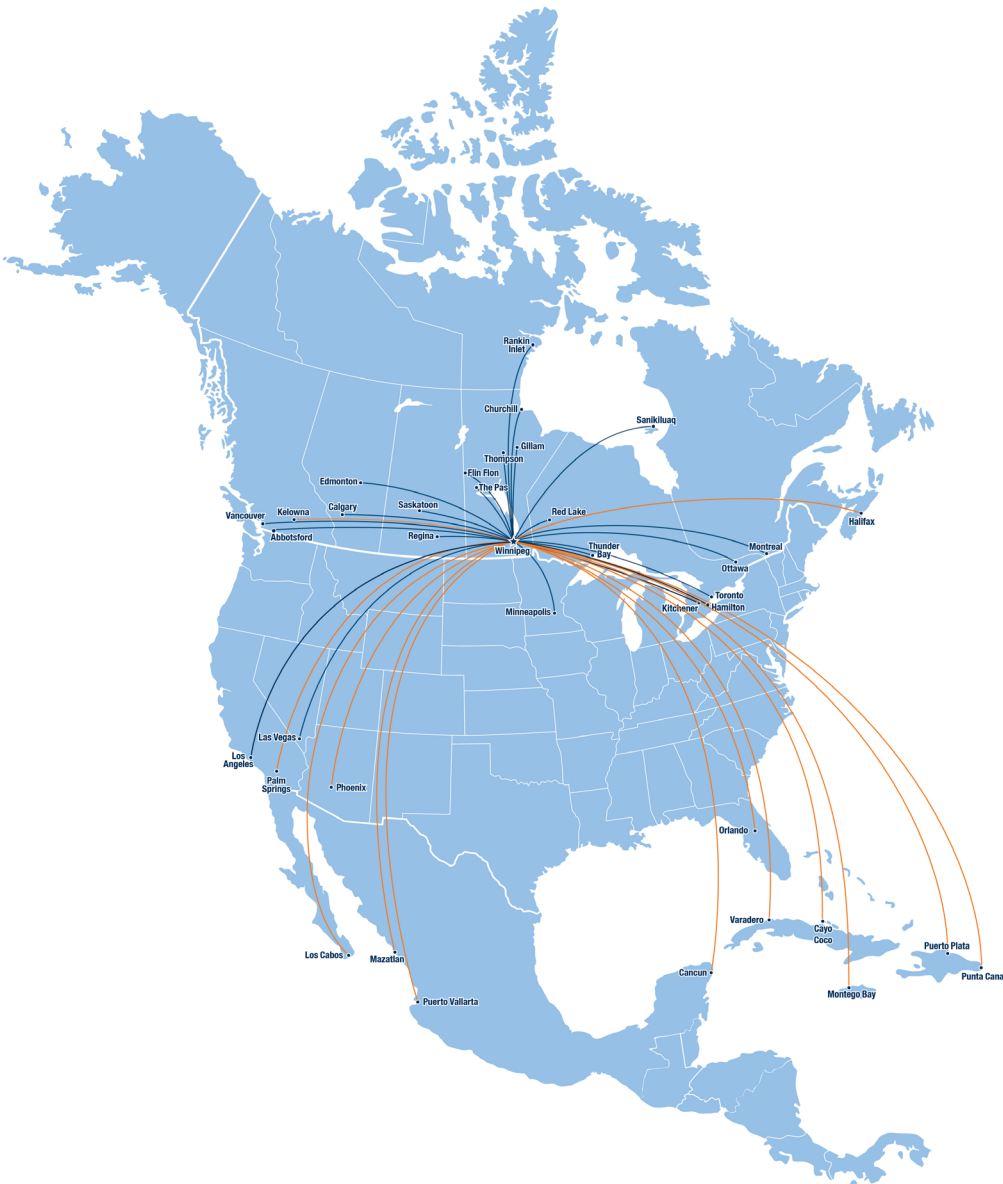 Rankin
Inlet
Churchill
Sanikiluaq
Gillam
Thompson
Flin Flon
Edmonton
The Pas
Saskatoon
Calgary
Kelowna
Vancouver
Red Lake
Halifax
Abbotsford
Regina
Winnipeg
Thunder
Bay
Montreal
Ottawa
Toronto
Kitchener
Hamilton
Minneapolis
Las Vegas
Los
Angeles
Palm
Springs
Phoenix
Orlando
Varadero
Cayo
Coco
Puerto Plata
Los Cabos
Mazatlan
Cancun
Punta Cana
Montego Bay
Puerto Vallarta